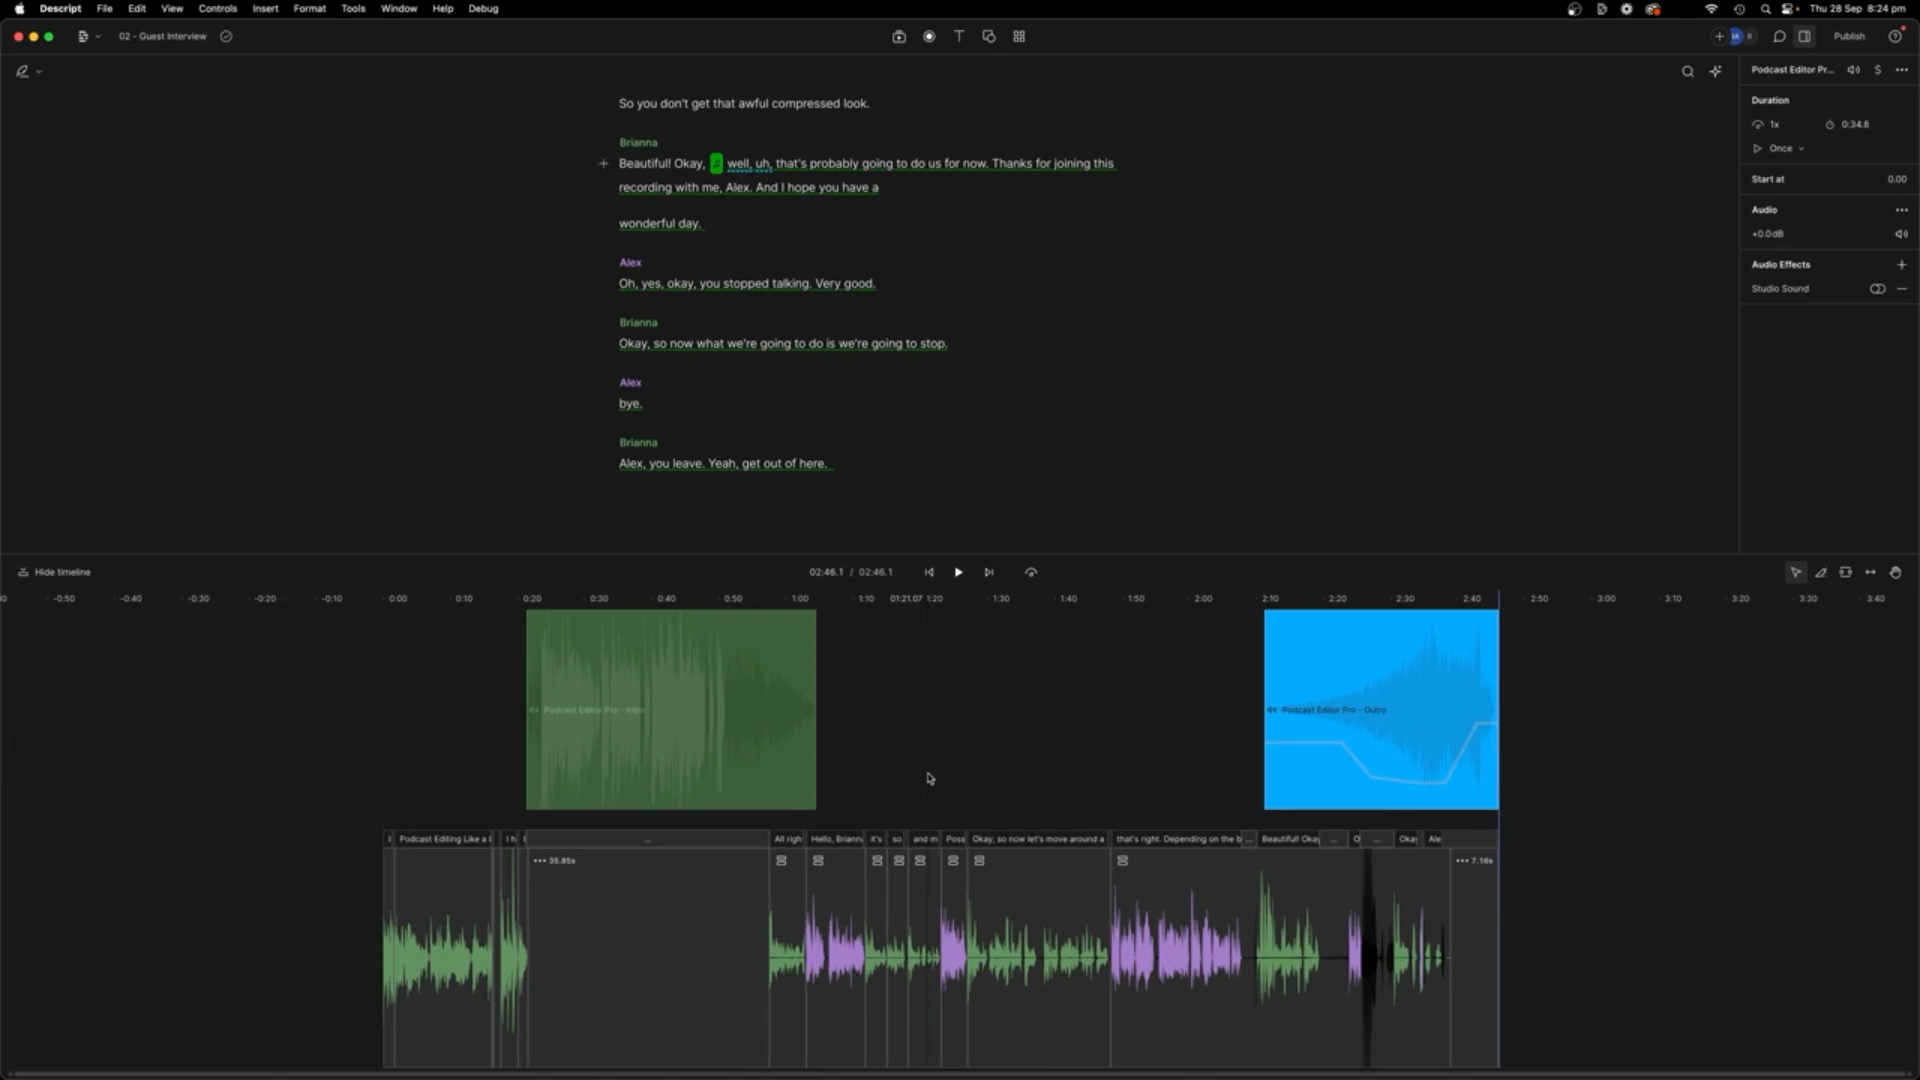 Descript File Edit View Controls Insert Format Tools Window Help Debug Thu 28 Sep 8:24 pm
02 - Guest Interview Publish
Podcast Editor Pr... S
So you don't get that awful compressed look.
Duration
1x 0:34.8
Brianna
Once
Beautiful! Okay, well, uh, that's probably going to do us for now. Thanks for joining this
recording with me, Alex. And I hope you have a
Start at 0.00
Audio
wonderful day.
+0.0dB
Alex
Audio Effects
Oh, yes, okay, you stopped talking. Very good.
Studio Sound
Brianna
Okay, so now what we're going to do is we're going to stop.
Alex
bye.
Brianna
Alex, you leave. Yeah, get out of here.
Hide timeline 02:46.1 / 02:46.1
-0:50 -0:40 -0:30 -0:20 -0:10 0:00 0:10 0:20 0:30 0:40 0:50 1:00 1:10 01:21.07 1:20 1:30 1:40 1:50 2:00 2:10 2:20 2:30 2:40 2:50 3:00 3:10 3:20 3:30 3:40
Podcast Editor Pro - Intro Podcast Editor Pro - Outro
Podcast Editing Like a I h ... All righ Hello, Briann it's so and m Poss Okay, so now let's move around a that's right. Depending on the b ... Beautiful! Okay ... O ... Okay Ale
... 35.85s ... 7.16s